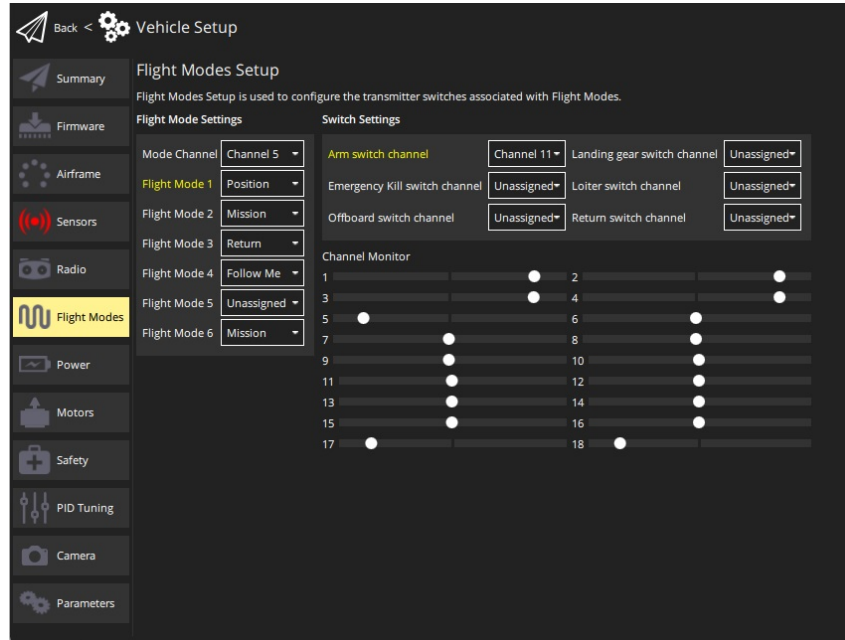 Back < Vehicle Setup
Summary
Firmware
Airframe
Sensors
Radio
Flight Modes
Power
Motors
Safety
PID Tuning
Camera
Parameters
Flight Modes Setup
Flight Modes Setup is used to configure the transmitter switches associated with Flight Modes.
Flight Mode Settings
Mode Channel Channel 5
Flight Mode 1 Position
Flight Mode 2 Mission
Flight Mode 3 Return
Flight Mode 4 Follow Me
Flight Mode 5 Unassigned
Flight Mode 6 Mission
Switch Settings
Arm switch channel Channel 11 Landing gear switch channel Unassigned
Emergency Kill switch channel Unassigned Loiter switch channel Unassigned
Offboard switch channel Unassigned Return switch channel Unassigned
Channel Monitor
1 2
3 4
5 6
7 8
9 10
11 12
13 14
15 16
17 18